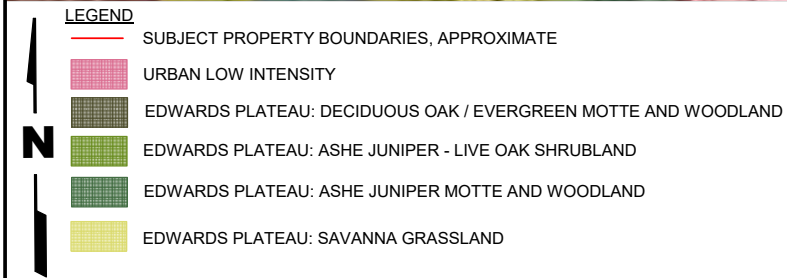 LEGEND
SUBJECT PROPERTY BOUNDARIES, APPROXIMATE
URBAN LOW INTENSITY
EDWARDS PLATEAU: DECIDUOUS OAK / EVERGREEN MOTTE AND WOODLAND
N
EDWARDS PLATEAU: ASHE JUNIPER - LIVE OAK SHRUBLAND
EDWARDS PLATEAU: ASHE JUNIPER MOTTE AND WOODLAND
EDWARDS PLATEAU: SAVANNA GRASSLAND